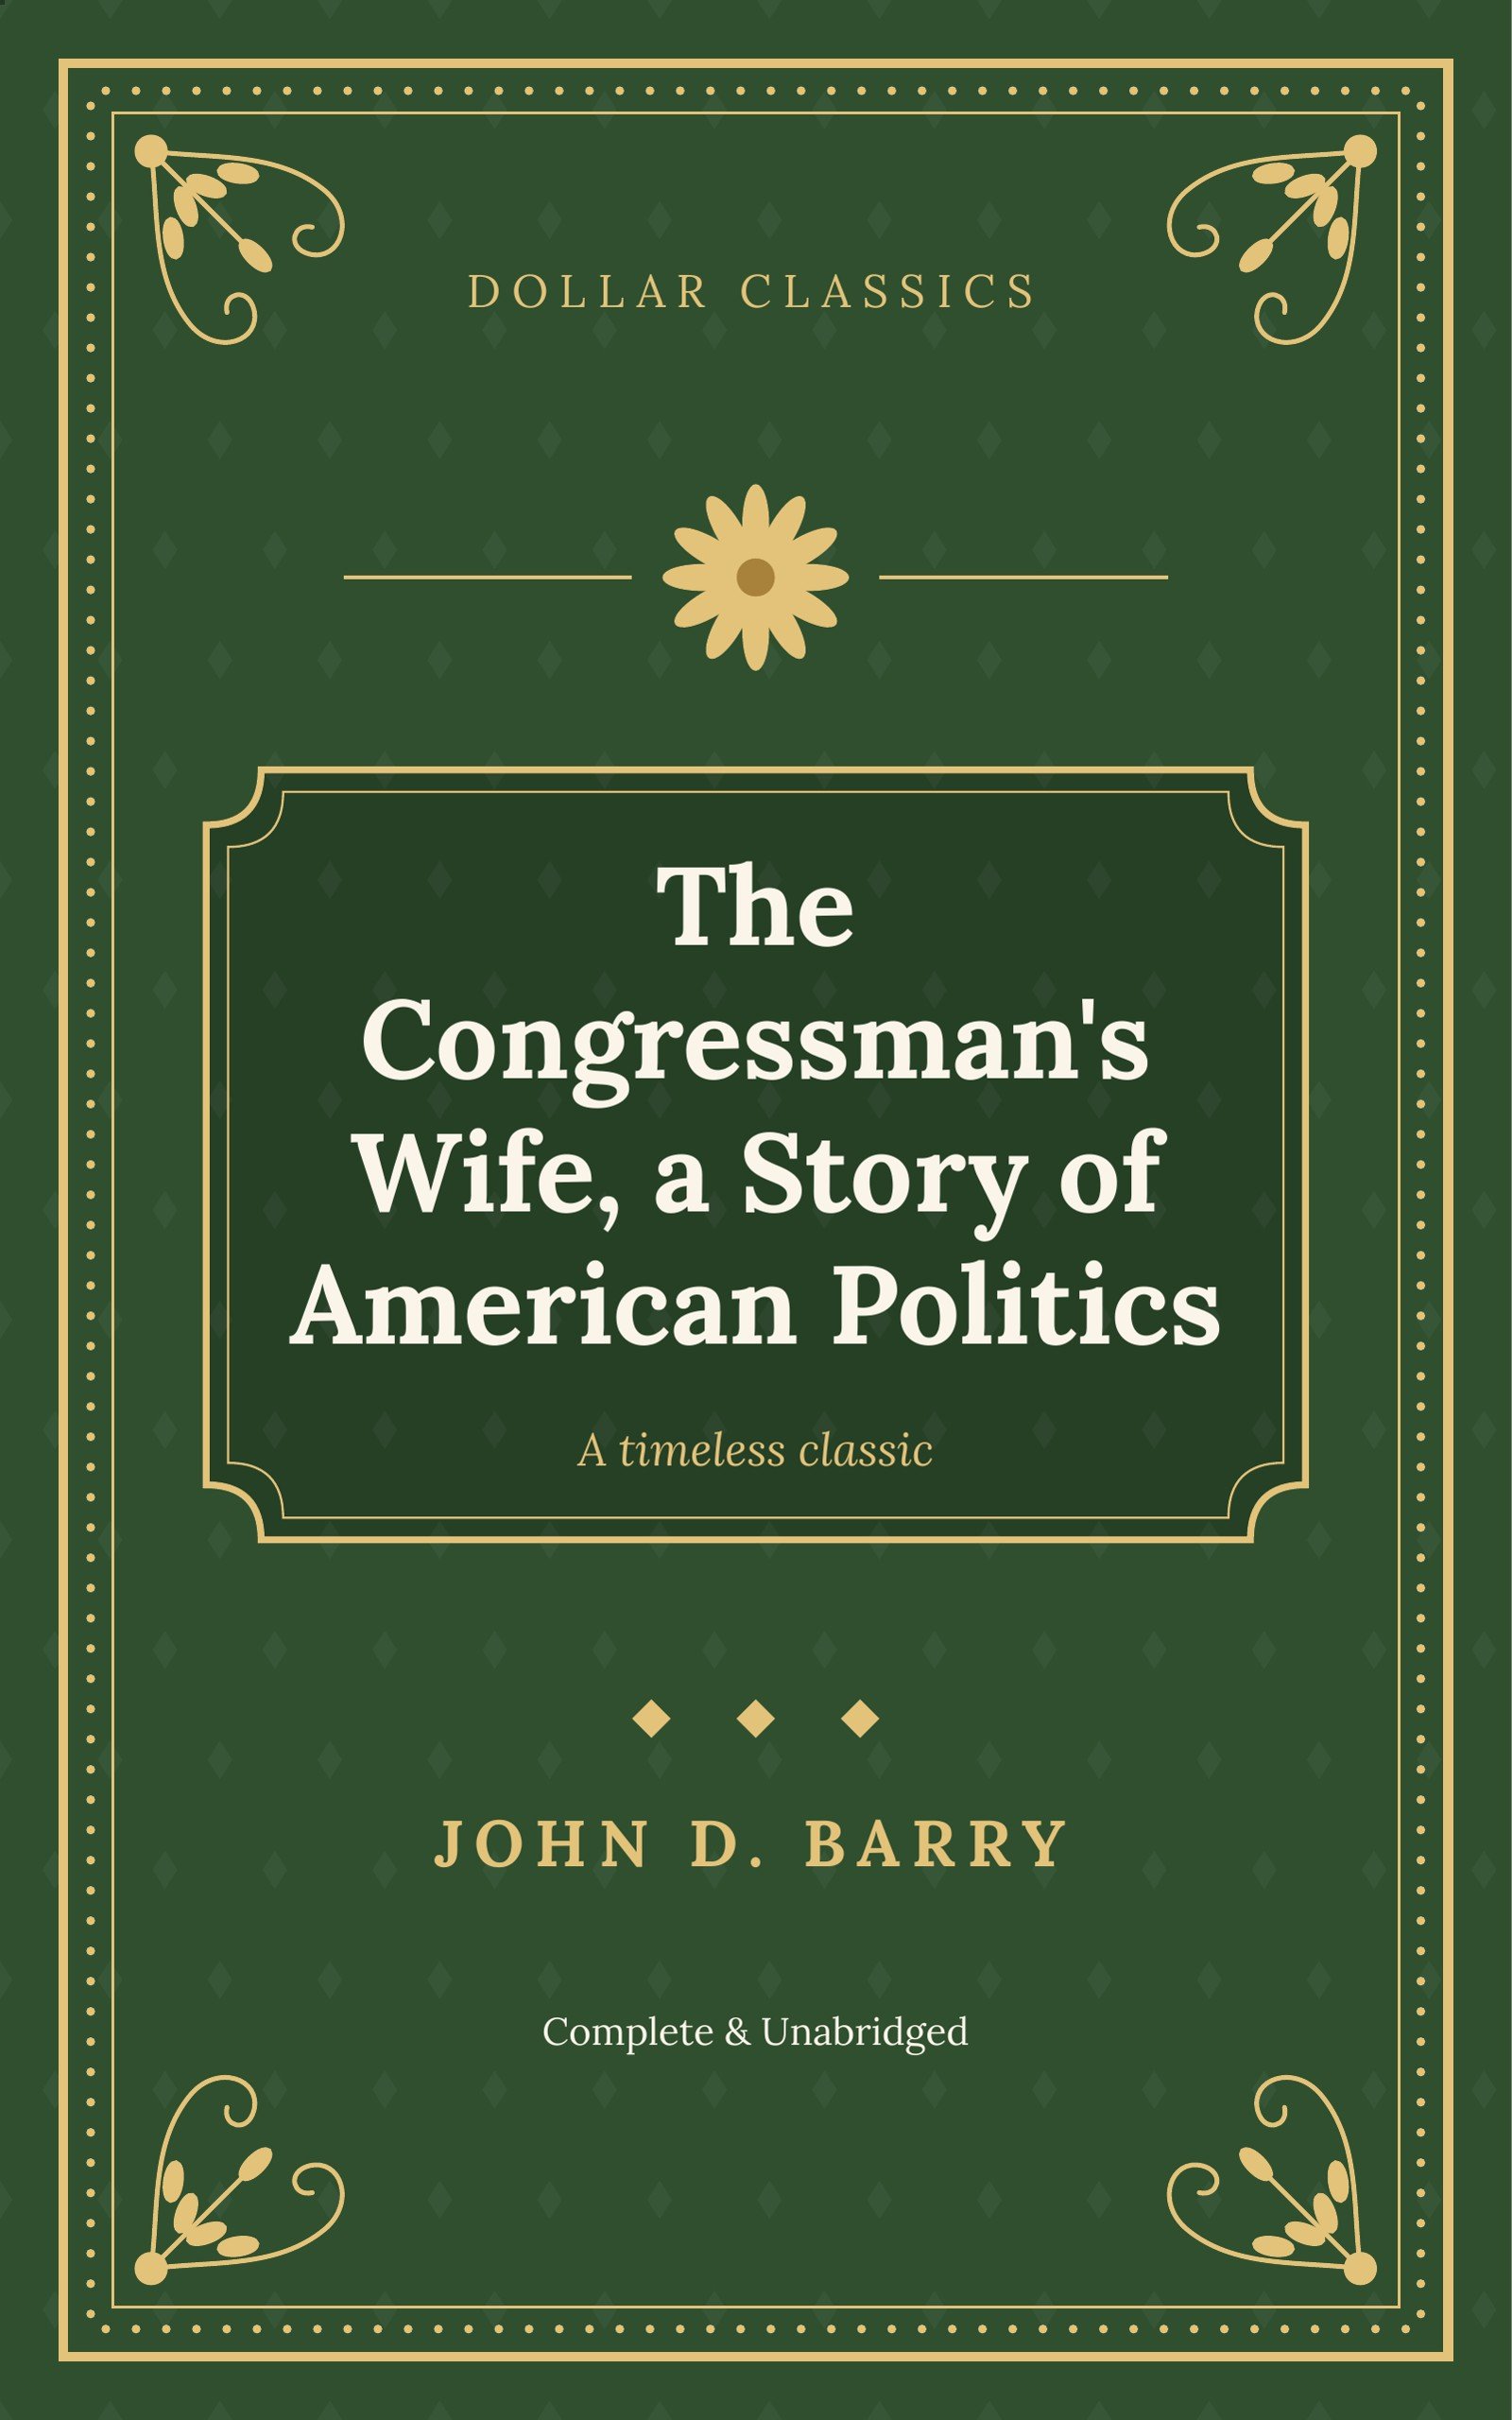 DOLLAR CLASSICS
The
Congressman's
Wife, a Story of
American Politics
A timeless classic
JOHN D. BARRY
Complete & Unabridged